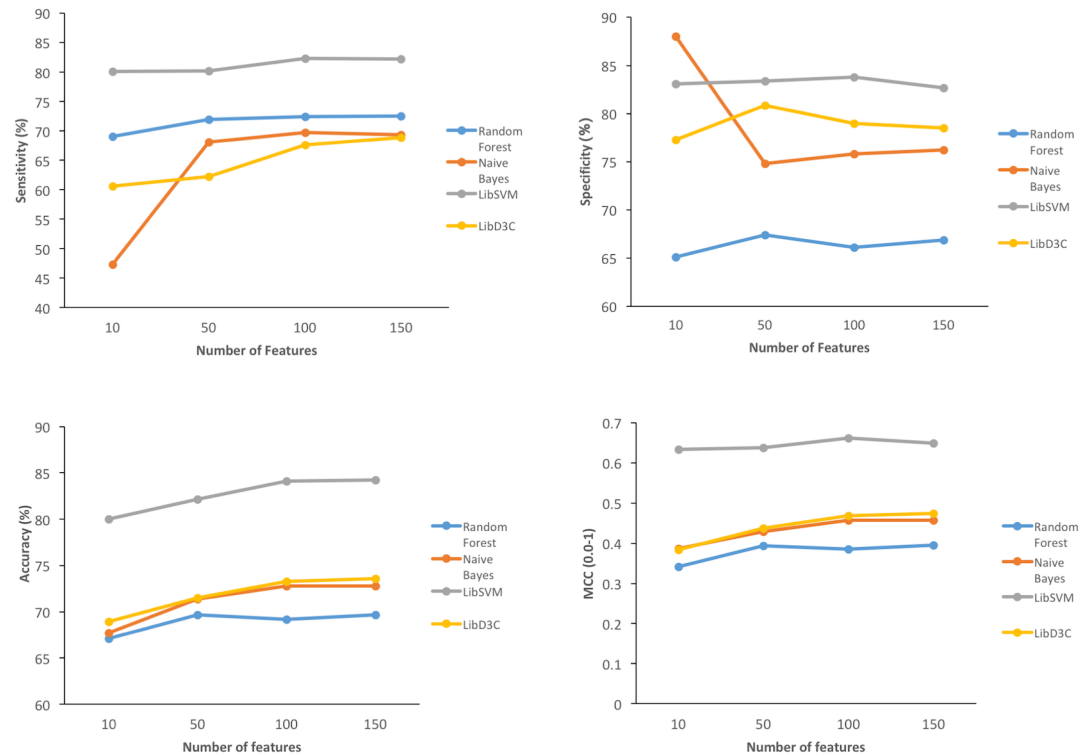 90
85
80
75
70
65
60
55
50
45
40
Sensitivity (%)
10 50 100 150
Number of Features
Random
Forest
Naive
Bayes
LibSVM
LibD3C
90
85
80
75
70
65
60
Specificity (%)
10 50 100 150
Number of Features
Random
Forest
Naive
Bayes
LibSVM
LibD3C
90
85
80
75
70
65
60
Accuracy (%)
10 50 100 150
Number of features
Random
Forest
Naive
Bayes
LibSVM
LibD3C
0.7
0.6
0.5
0.4
0.3
0.2
0.1
0
MCC (0.0-1)
10 50 100 150
Number of features
Random
Forest
Naive
Bayes
LibSVM
LibD3C